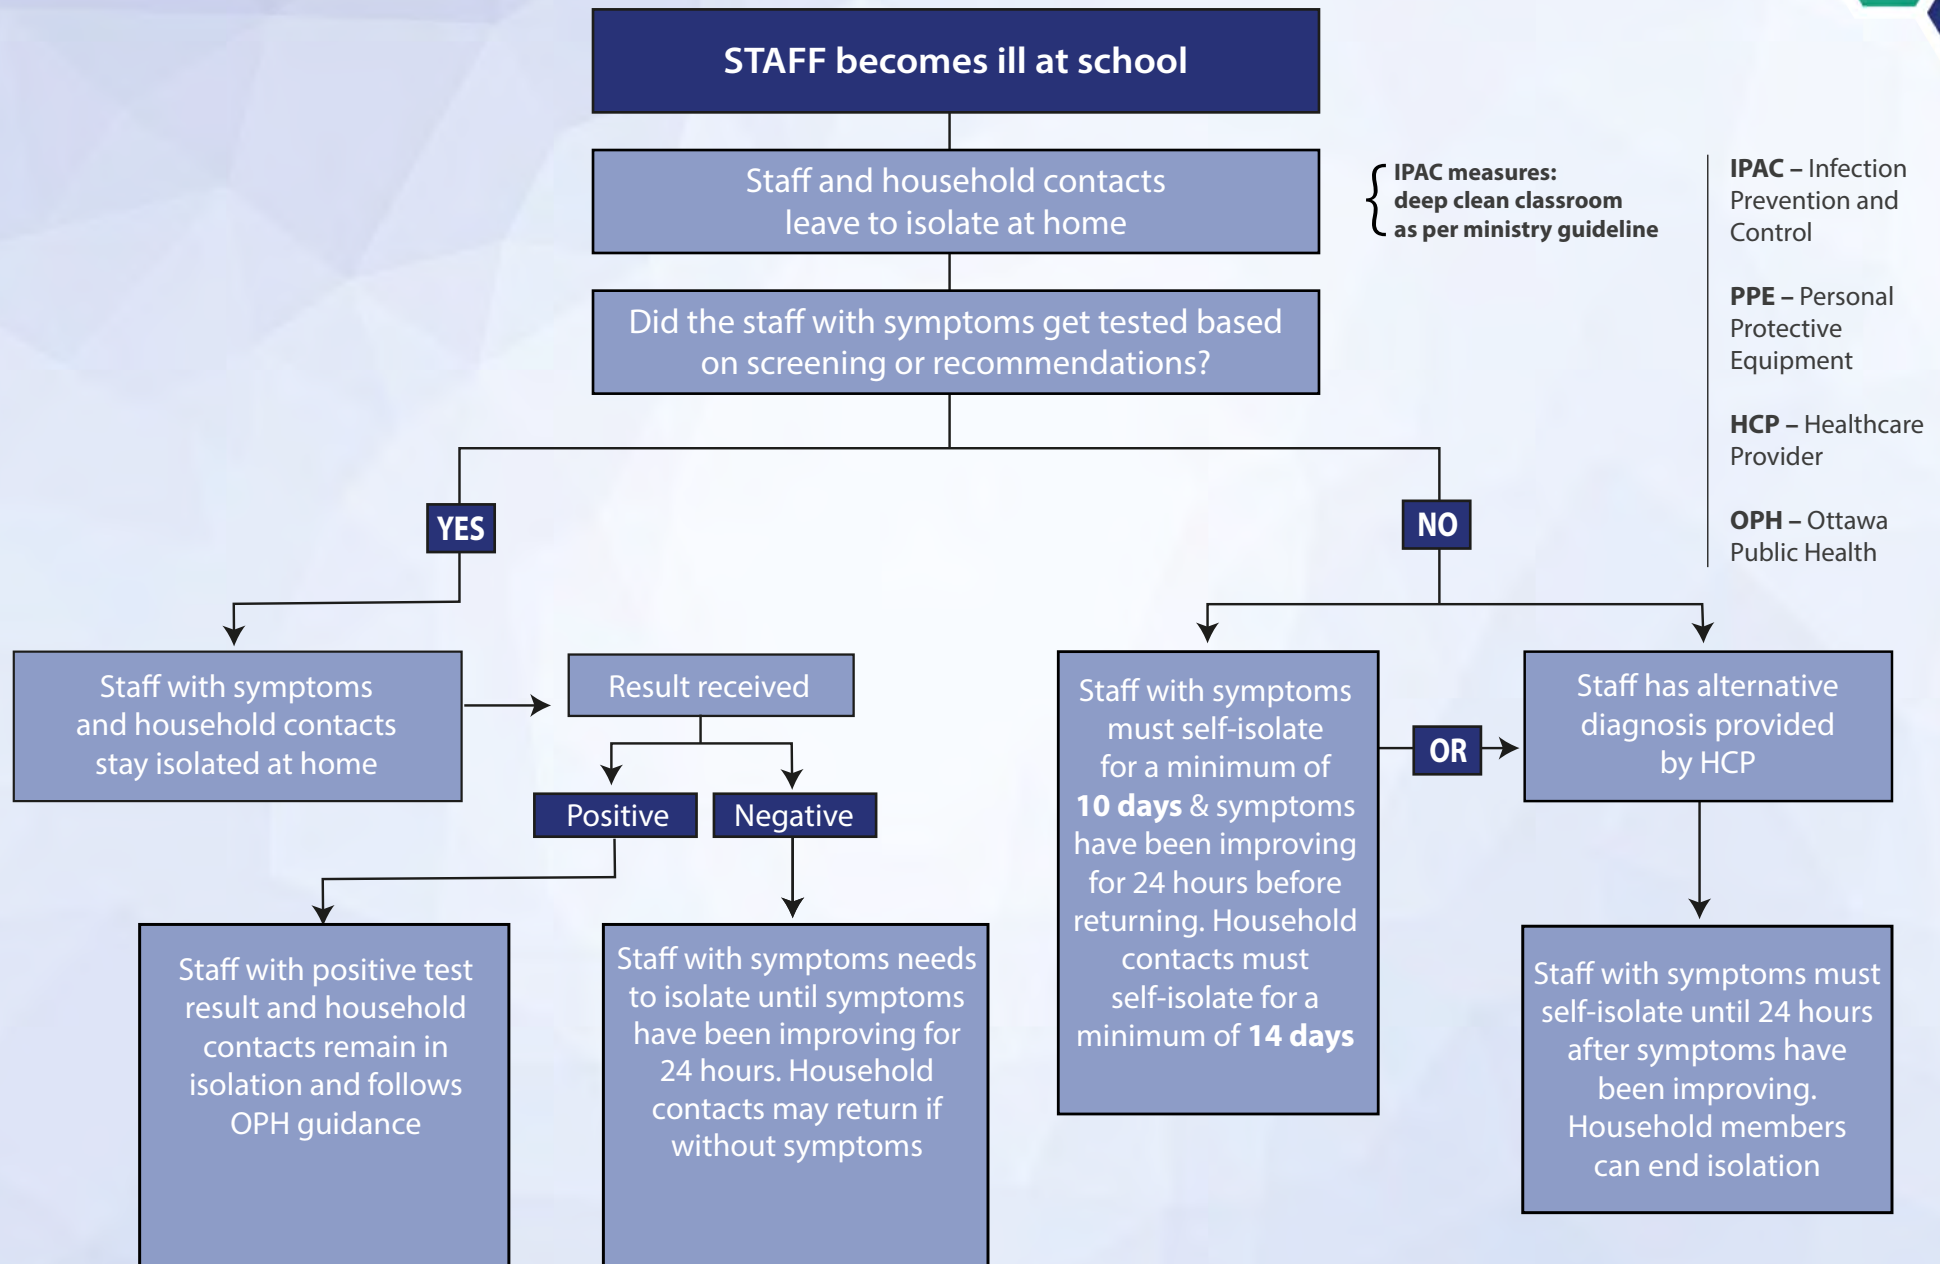 STAFF becomes ill at school
Staff and household contacts
leave to isolate at home
IPAC measures:
deep clean classroom
as per ministry guideline
IPAC – Infection
Prevention and
Control
PPE – Personal
Protective
Equipment
HCP – Healthcare
Provider
OPH – Ottawa
Public Health
Did the staff with symptoms get tested based
on screening or recommendations?
YES
NO
Staff with symptoms
and household contacts
stay isolated at home
Result received
Positive
Negative
Staff with positive test
result and household
contacts remain in
isolation and follows
OPH guidance
Staff with symptoms needs
to isolate until symptoms
have been improving for
24 hours. Household
contacts may return if
without symptoms
Staff with symptoms
must self-isolate
for a minimum of
10 days & symptoms
have been improving
for 24 hours before
returning. Household
contacts must
self-isolate for a
minimum of 14 days
OR
Staff has alternative
diagnosis provided
by HCP
Staff with symptoms must
self-isolate until 24 hours
after symptoms have
been improving.
Household members
can end isolation